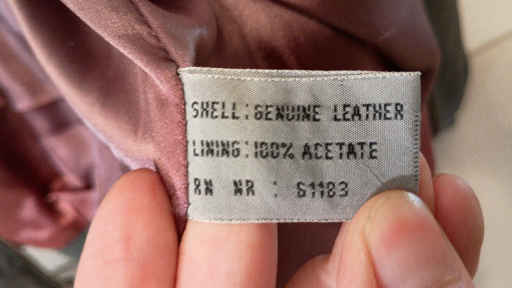 SHELL:GENUINE LEATHER
LINING:100% ACETATE
RN NR : 61183